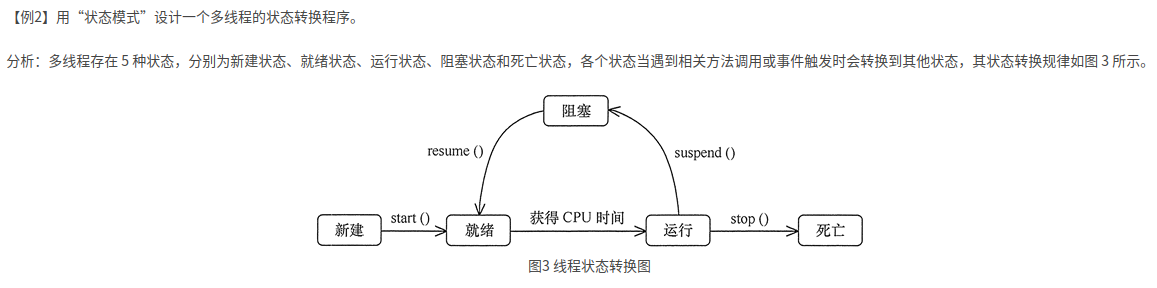 【例2】用“状态模式”设计一个多线程的状态转换程序。
分析：多线程存在 5 种状态，分别为新建状态、就绪状态、运行状态、阻塞状态和死亡状态，各个状态当遇到相关方法调用或事件触发时会转换到其他状态，其状态转换规律如图 3 所示。
阻塞
resume ()
suspend ()
新建
start ()
就绪
获得 CPU 时间
运行
stop ()
死亡
图3 线程状态转换图